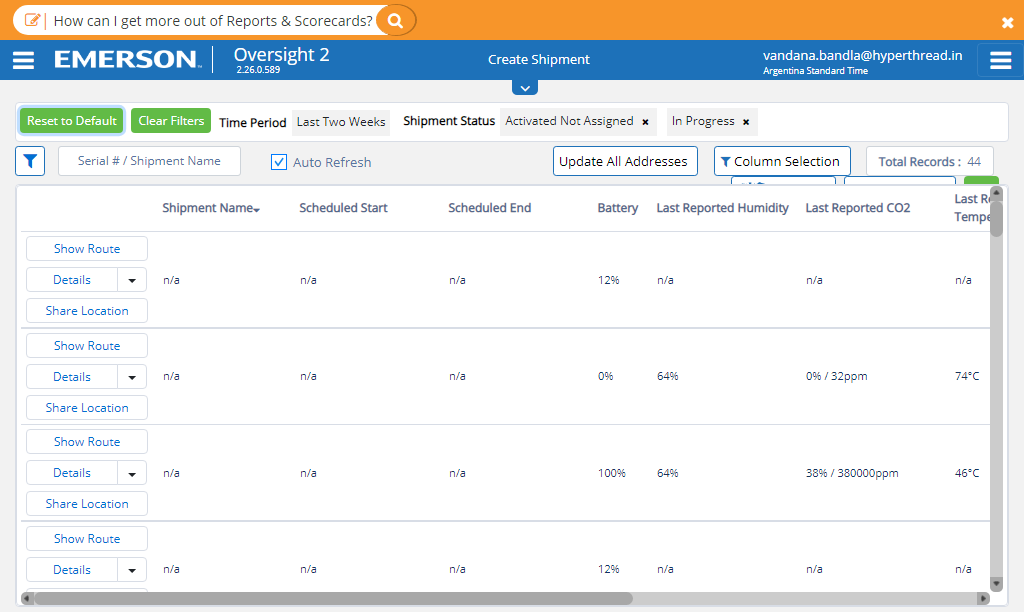 How can I get more out of Reports & Scorecards?
EMERSON
Oversight 2
2.26.0.589
Create Shipment
vandana.bandla@hyperthread.in
Argentina Standard Time
Reset to Default Clear Filters Time Period Last Two Weeks Shipment Status Activated Not Assigned × In Progress ×
Serial # / Shipment Name Auto Refresh Update All Addresses Column Selection Total Records : 44
Shipment Name Scheduled Start Scheduled End Battery Last Reported Humidity Last Reported CO2
Show Route
Details n/a n/a n/a 12% n/a n/a n/a
Share Location
Show Route
Details n/a n/a n/a 0% 64% 0% / 32ppm 74°C
Share Location
Show Route
Details n/a n/a n/a 100% 64% 38% / 380000ppm 46°C
Share Location
Show Route
Details n/a n/a n/a 12% n/a n/a n/a